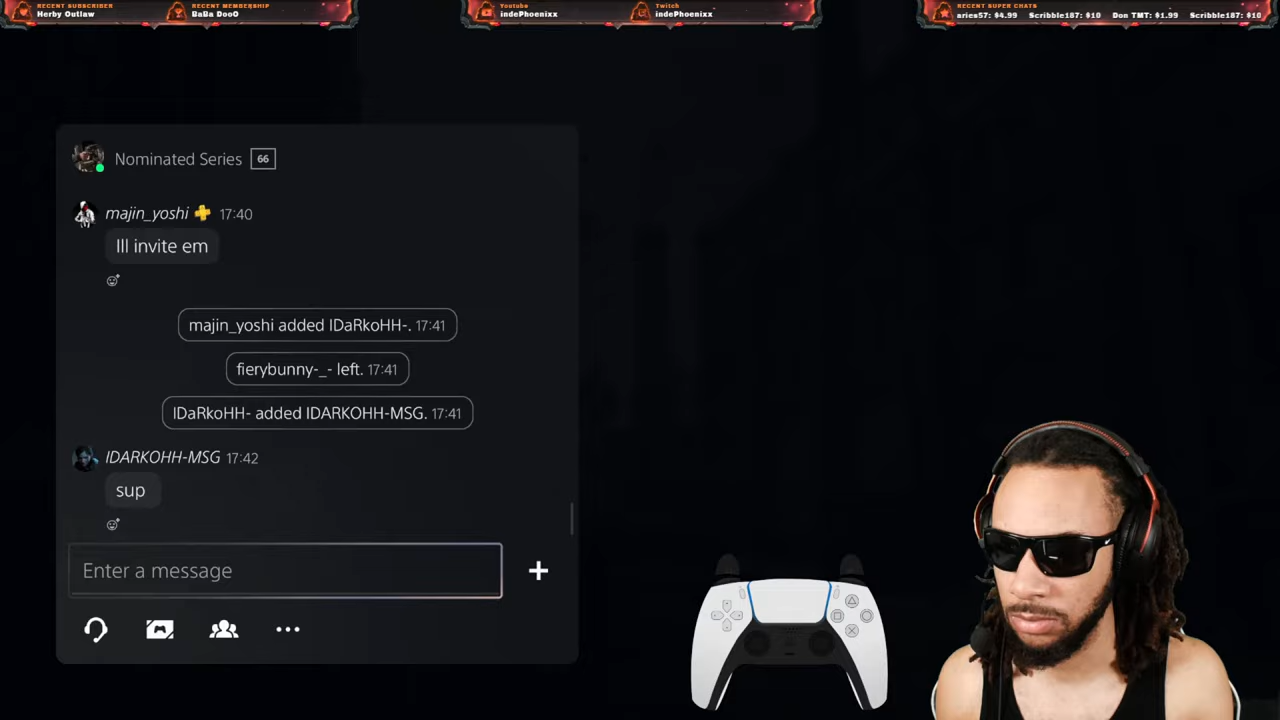 RECENT SUBSCRIBER
Herby Outlaw
RECENT MEMBERSHIP
BaBa DooO
Youtube
indePhoenixx
Twitch
indePhoenixx
RECENT SUPER CHATS
aries57: $4.99 Scribble187: $10 Don TMT: $1.99 Scribble187: $10
Nominated Series 66
majin_yoshi 17:40
Ill invite em
majin_yoshi added IDaRkoHH-. 17:41
fierybunny-_- left. 17:41
IDaRkoHH- added IDARKOHH-MSG. 17:41
IDARKOHH-MSG 17:42
sup
Enter a message